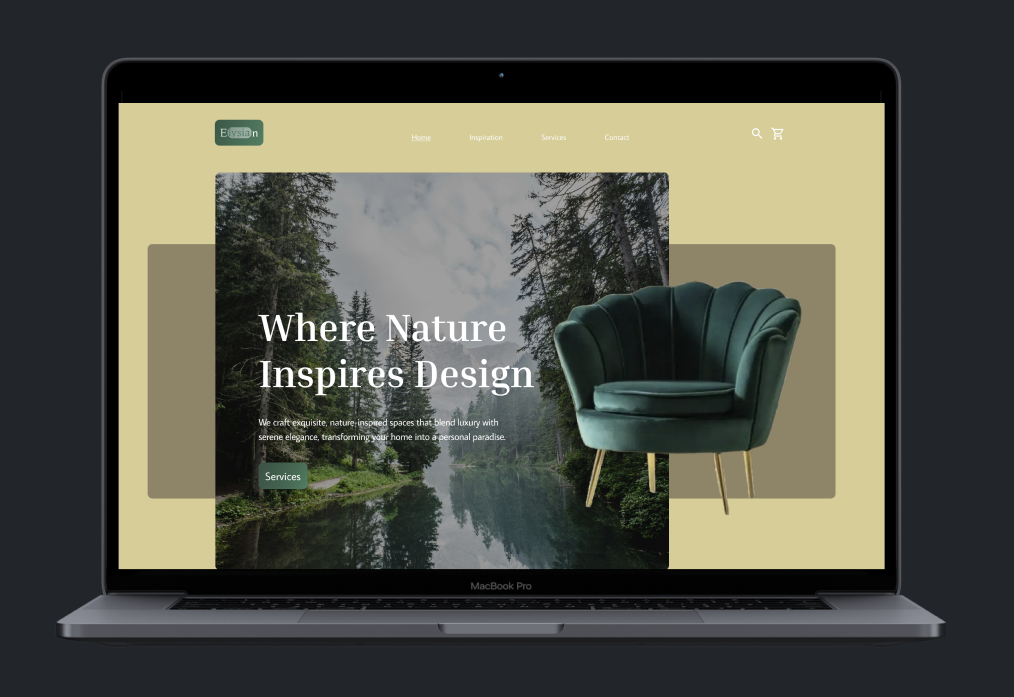 Elysian
Home Inspiration Services Contact
Where Nature
Inspires Design
We craft exquisite, nature-inspired spaces that blend luxury with
serene elegance, transforming your home into a personal paradise.
Services
MacBook Pro